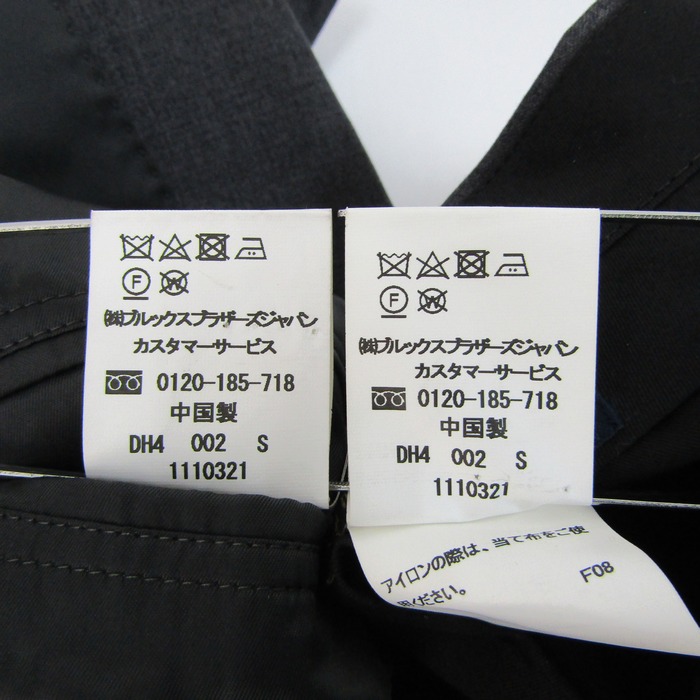 F W
㈱ブルックスブラザーズジャパン
カスタマーサービス
0120-185-718
中国製
DH4 002 S
1110321
F W
㈱ブルックスブラザーズジャパン
カスタマーサービス
0120-185-718
中国製
DH4 002 S
1110321
アイロンの際は、当て布をご使
用ください。
F08